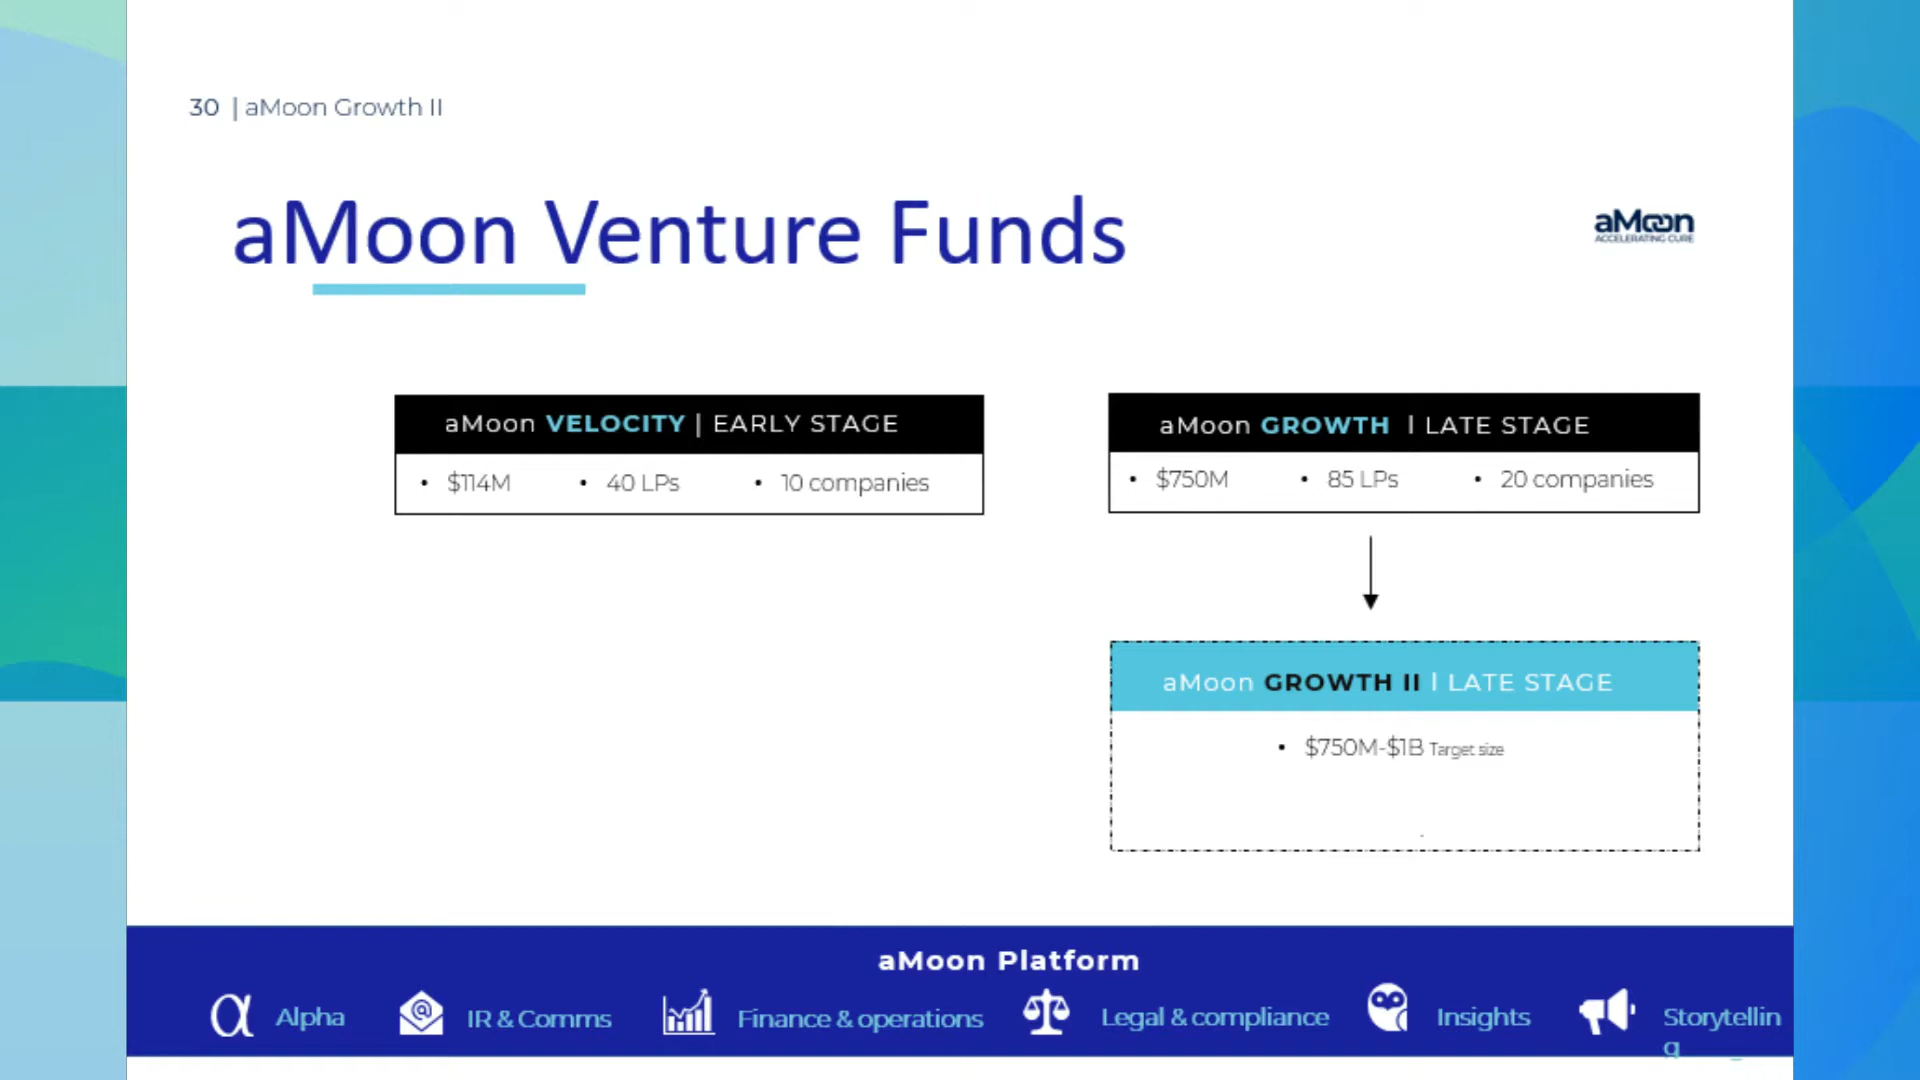 30 | aMoon Growth II
aMoon Venture Funds
aMoon
ACCELERATING CURE
aMoon VELOCITY | EARLY STAGE
• $114M • 40 LPs • 10 companies
aMoon GROWTH | LATE STAGE
• $750M • 85 LPs • 20 companies
aMoon GROWTH II | LATE STAGE
• $750M-$1B Target size
aMoon Platform
α Alpha
IR & Comms
Finance & operations
Legal & compliance
Insights
Storytellin
g